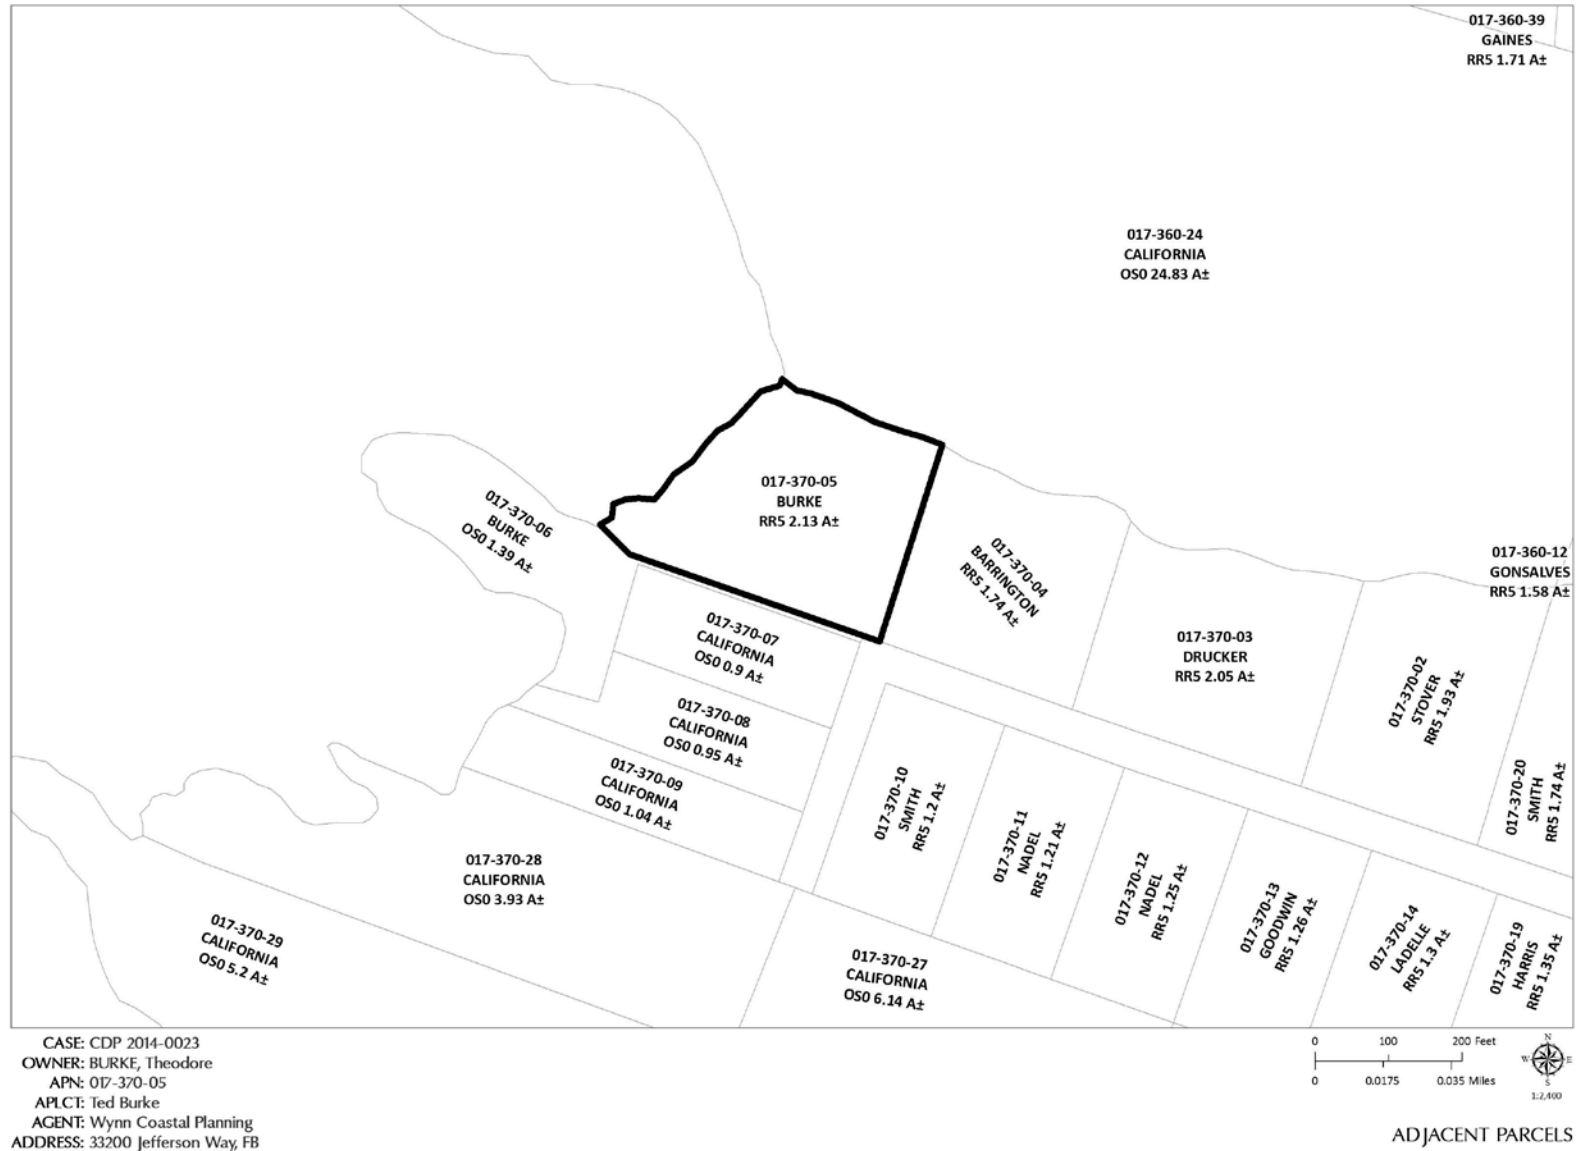 017-360-39
GAINES
RR5 1.71 A±
017-360-24
CALIFORNIA
OS0 24.83 A±
017-370-05
BURKE
RR5 2.13 A±
017-370-06
BURKE
OS0 1.39 A±
017-370-04
BARRINGTON
RR5 1.74 A±
017-360-12
GONSALVES
RR5 1.58 A±
017-370-07
CALIFORNIA
OS0 0.9 A±
017-370-03
DRUCKER
RR5 2.05 A±
017-370-02
STOVER
RR5 1.93 A±
017-370-08
CALIFORNIA
OS0 0.95 A±
017-370-09
CALIFORNIA
OS0 1.04 A±
017-370-10
SMITH
RR5 1.2 A±
017-370-20
SMITH
RR5 1.74 A±
017-370-11
NADEL
RR5 1.21 A±
017-370-12
NADEL
RR5 1.25 A±
017-370-13
GOODWIN
RR5 1.26 A±
017-370-14
LADELLE
RR5 1.3 A±
017-370-19
HARRIS
RR5 1.35 A±
017-370-28
CALIFORNIA
OS0 3.93 A±
017-370-29
CALIFORNIA
OS0 5.2 A±
017-370-27
CALIFORNIA
OS0 6.14 A±
CASE: CDP 2014-0023
OWNER: BURKE, Theodore
APN: 017-370-05
APLCT: Ted Burke
AGENT: Wynn Coastal Planning
ADDRESS: 33200 Jefferson Way, FB
0 100 200 Feet
0 0.0175 0.035 Miles
N
W E
S
1:2,400
ADJACENT PARCELS